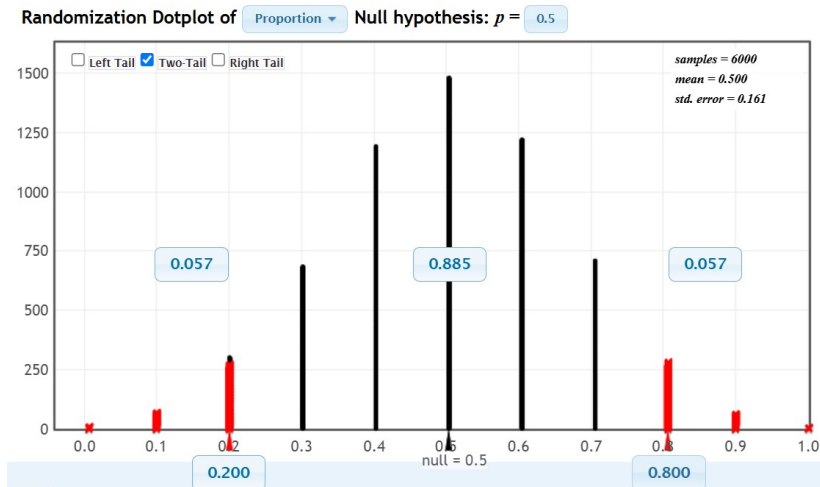 Randomization Dotplot of Proportion Null hypothesis: p = 0.5
Left Tail Two-Tail Right Tail
samples = 6000
mean = 0.500
std. error = 0.161
1500
1250
1000
750
500
250
0
0.057 0.885 0.057
0.0 0.1 0.2 0.3 0.4 0.5 0.6 0.7 0.8 0.9 1.0
null = 0.5
0.200 0.800